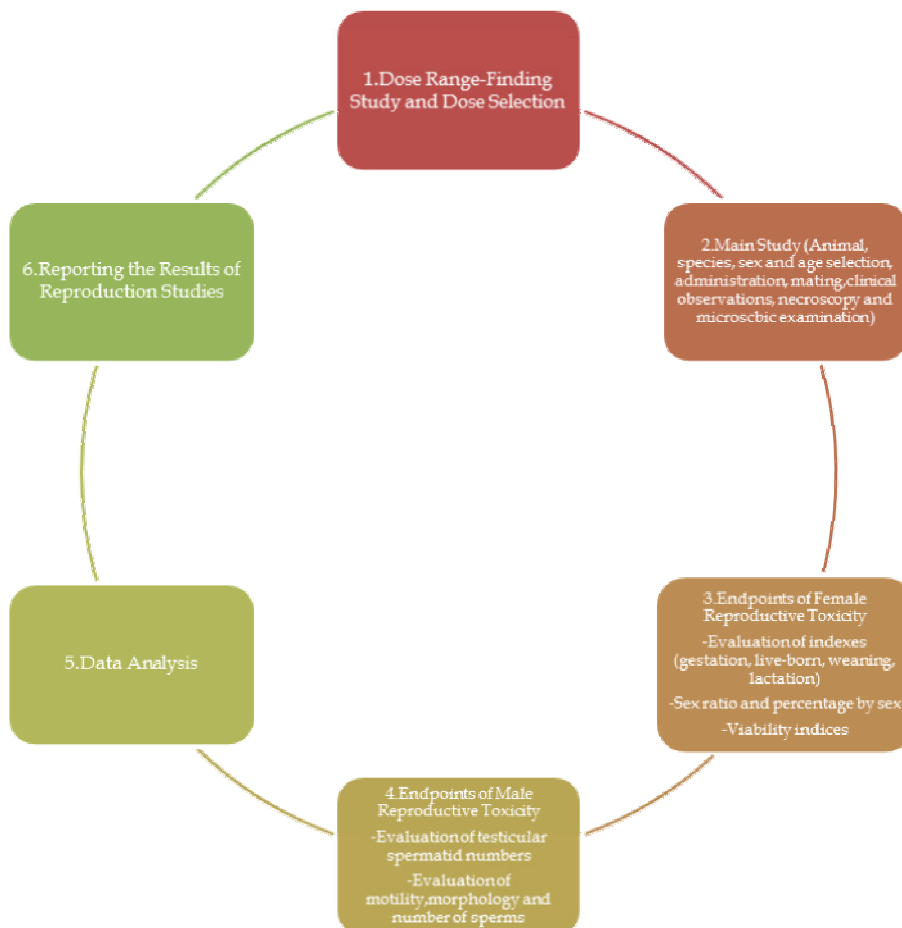 1.Dose Range-Finding
Study and Dose Selection
2.Main Study (Animal,
species, sex and age selection,
administration, mating,clinical
observations, necroscopy and
microscbic examination)
3.Endpoints of Female
Reproductive Toxicity
-Evaluation of indexes
(gestation, live-born, weaning,
lactation)
-Sex ratio and percentage by sex
-Viability indices
4.Endpoints of Male
Reproductive Toxicity
-Evaluation of testicular
spermatid numbers
-Evaluation of
motility,morphology and
number of sperms
5.Data Analysis
6.Reporting the Results of
Reproduction Studies